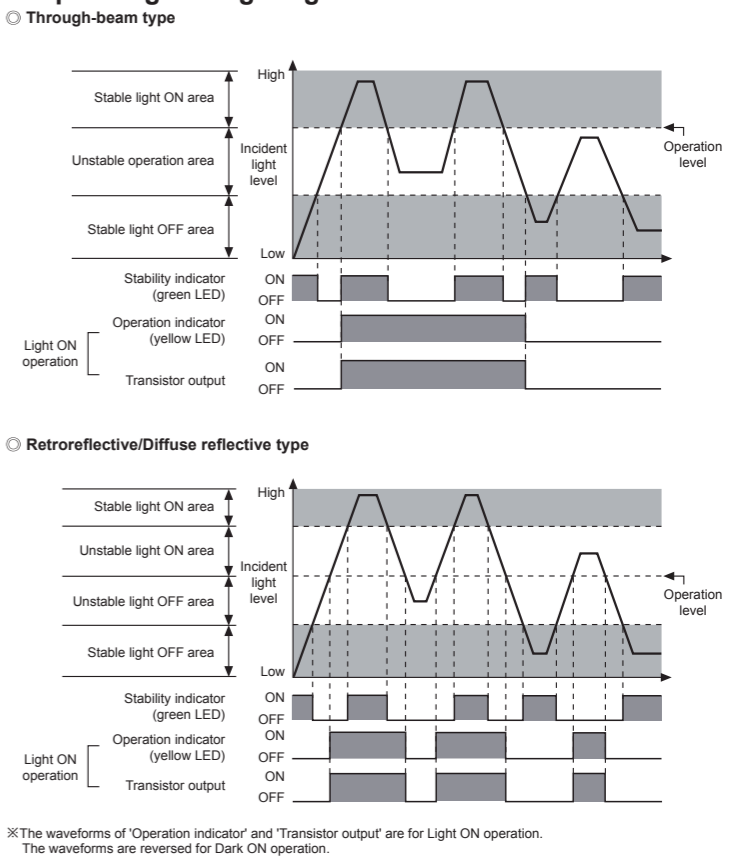 ◎ Through-beam type
High
Stable light ON area
Unstable operation area
Incident
light
level
Operation
level
Stable light OFF area
Low
Stability indicator
(green LED)
ON
OFF
Light ON
operation
Operation indicator
(yellow LED)
ON
OFF
Transistor output
ON
OFF
◎ Retroreflective/Diffuse reflective type
High
Stable light ON area
Unstable light ON area
Incident
light
level
Unstable light OFF area
Operation
level
Stable light OFF area
Low
Stability indicator
(green LED)
ON
OFF
Light ON
operation
Operation indicator
(yellow LED)
ON
OFF
Transistor output
ON
OFF
※The waveforms of 'Operation indicator' and 'Transistor output' are for Light ON operation.
The waveforms are reversed for Dark ON operation.